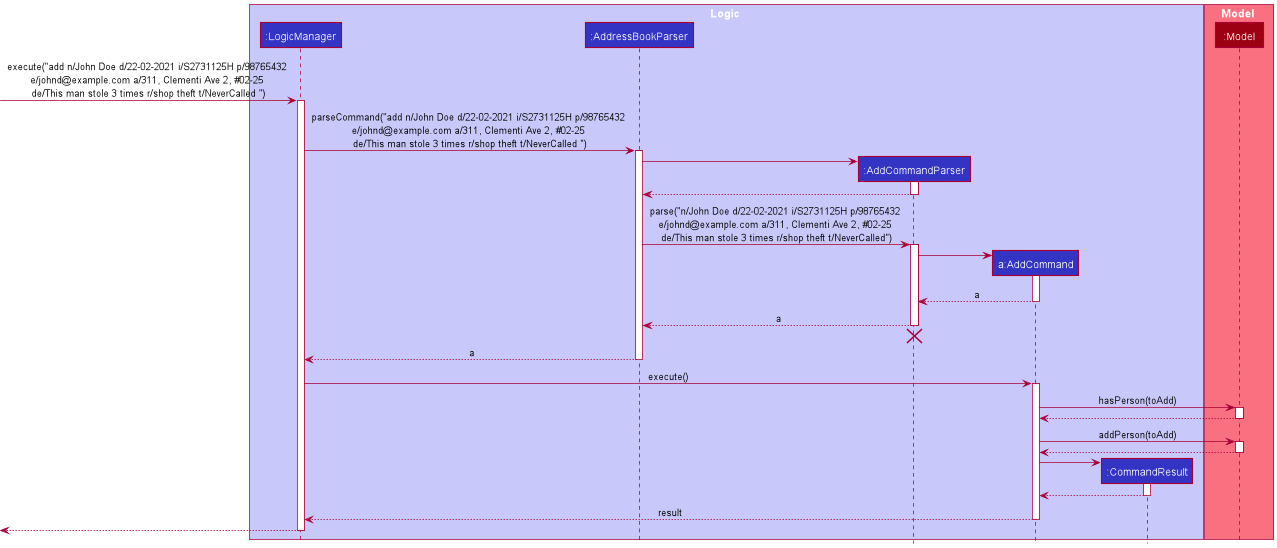 Logic
Model
:LogicManager
:AddressBookParser
:Model
execute("add n/John Doe d/22-02-2021 i/S2731125H p/98765432
e/johnd@example.com a/311, Clementi Ave 2, #02-25
de/This man stole 3 times r/shop theft t/NeverCalled ")
parseCommand("add n/John Doe d/22-02-2021 i/S2731125H p/98765432
e/johnd@example.com a/311, Clementi Ave 2, #02-25
de/This man stole 3 times r/shop theft t/NeverCalled ")
:AddCommandParser
parse("n/John Doe d/22-02-2021 i/S2731125H p/98765432
e/johnd@example.com a/311, Clementi Ave 2, #02-25
de/This man stole 3 times r/shop theft t/NeverCalled")
a:AddCommand
a
a
a
execute()
hasPerson(toAdd)
addPerson(toAdd)
:CommandResult
result